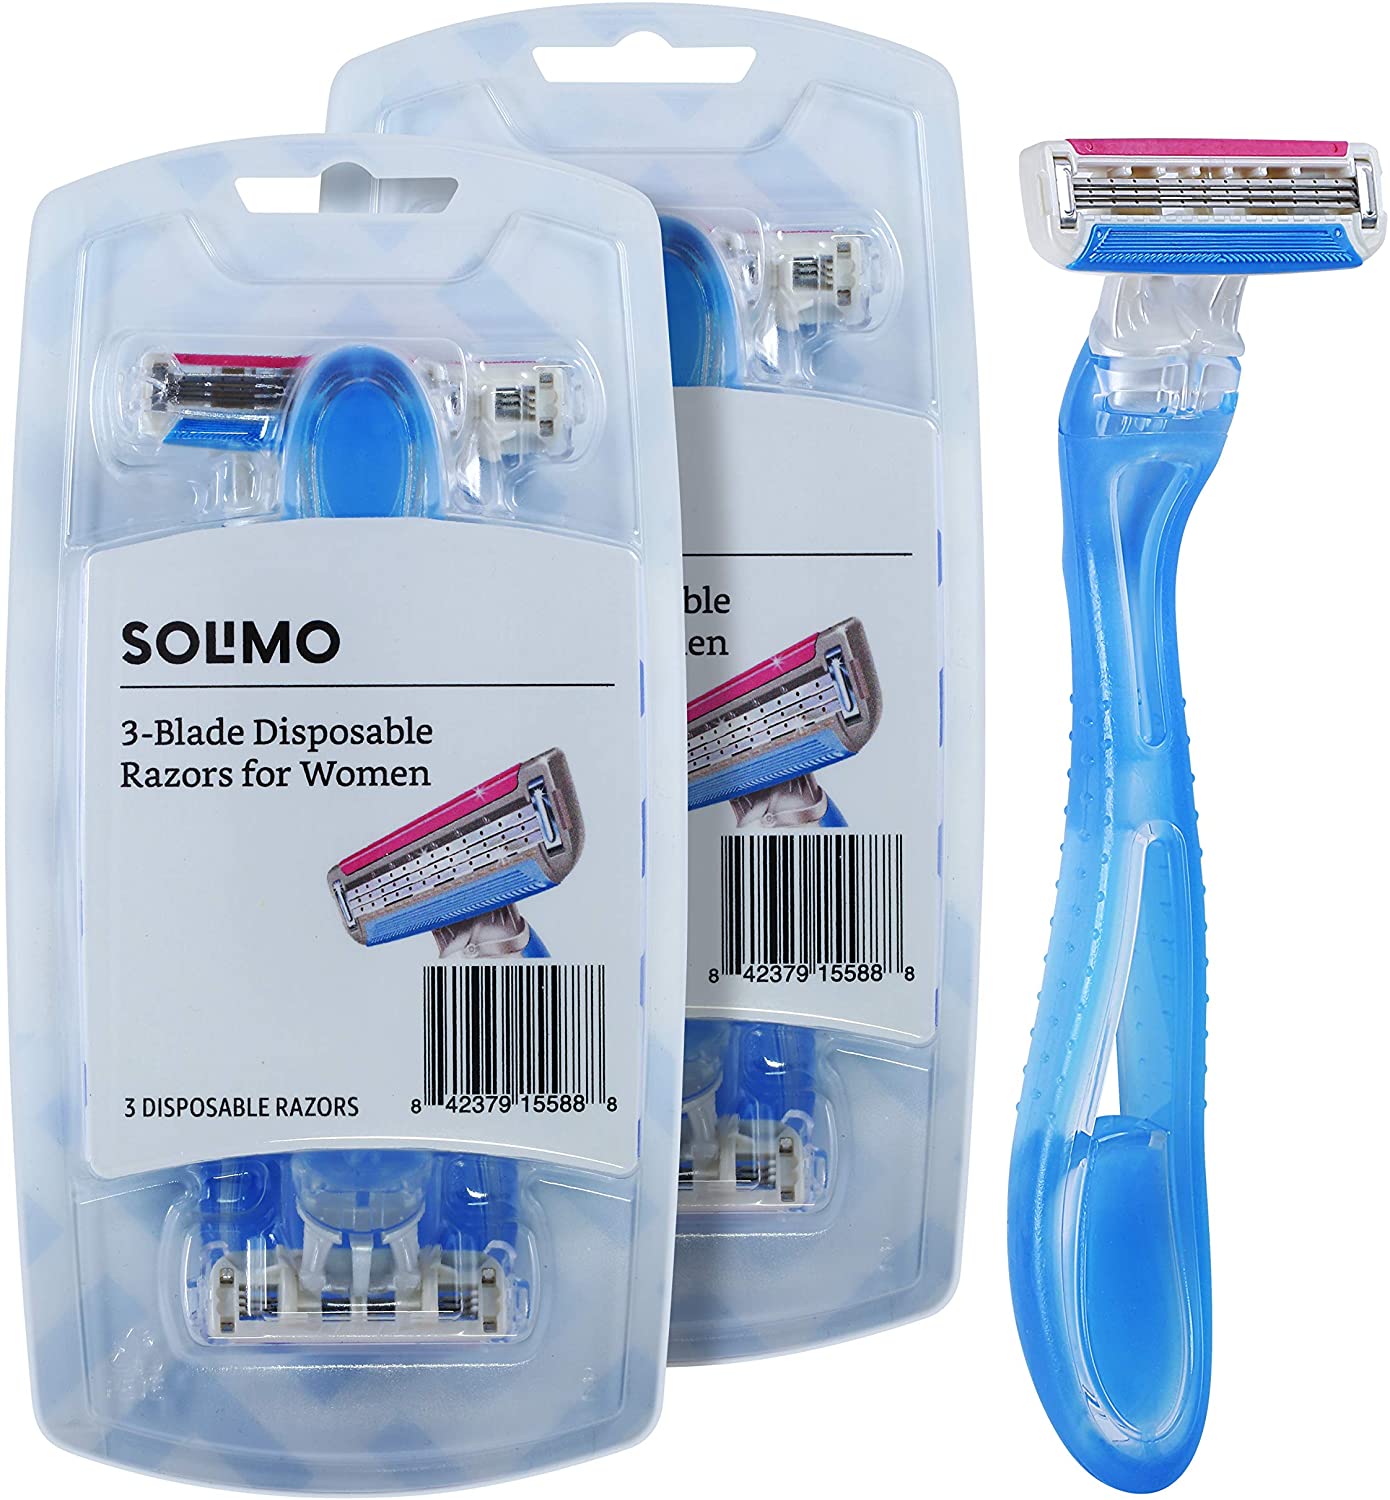 SOLIMO
3-Blade Disposable
Razors for Women
3 DISPOSABLE RAZORS
8 42379 15588 8
ble
en
8 42379 15588 8